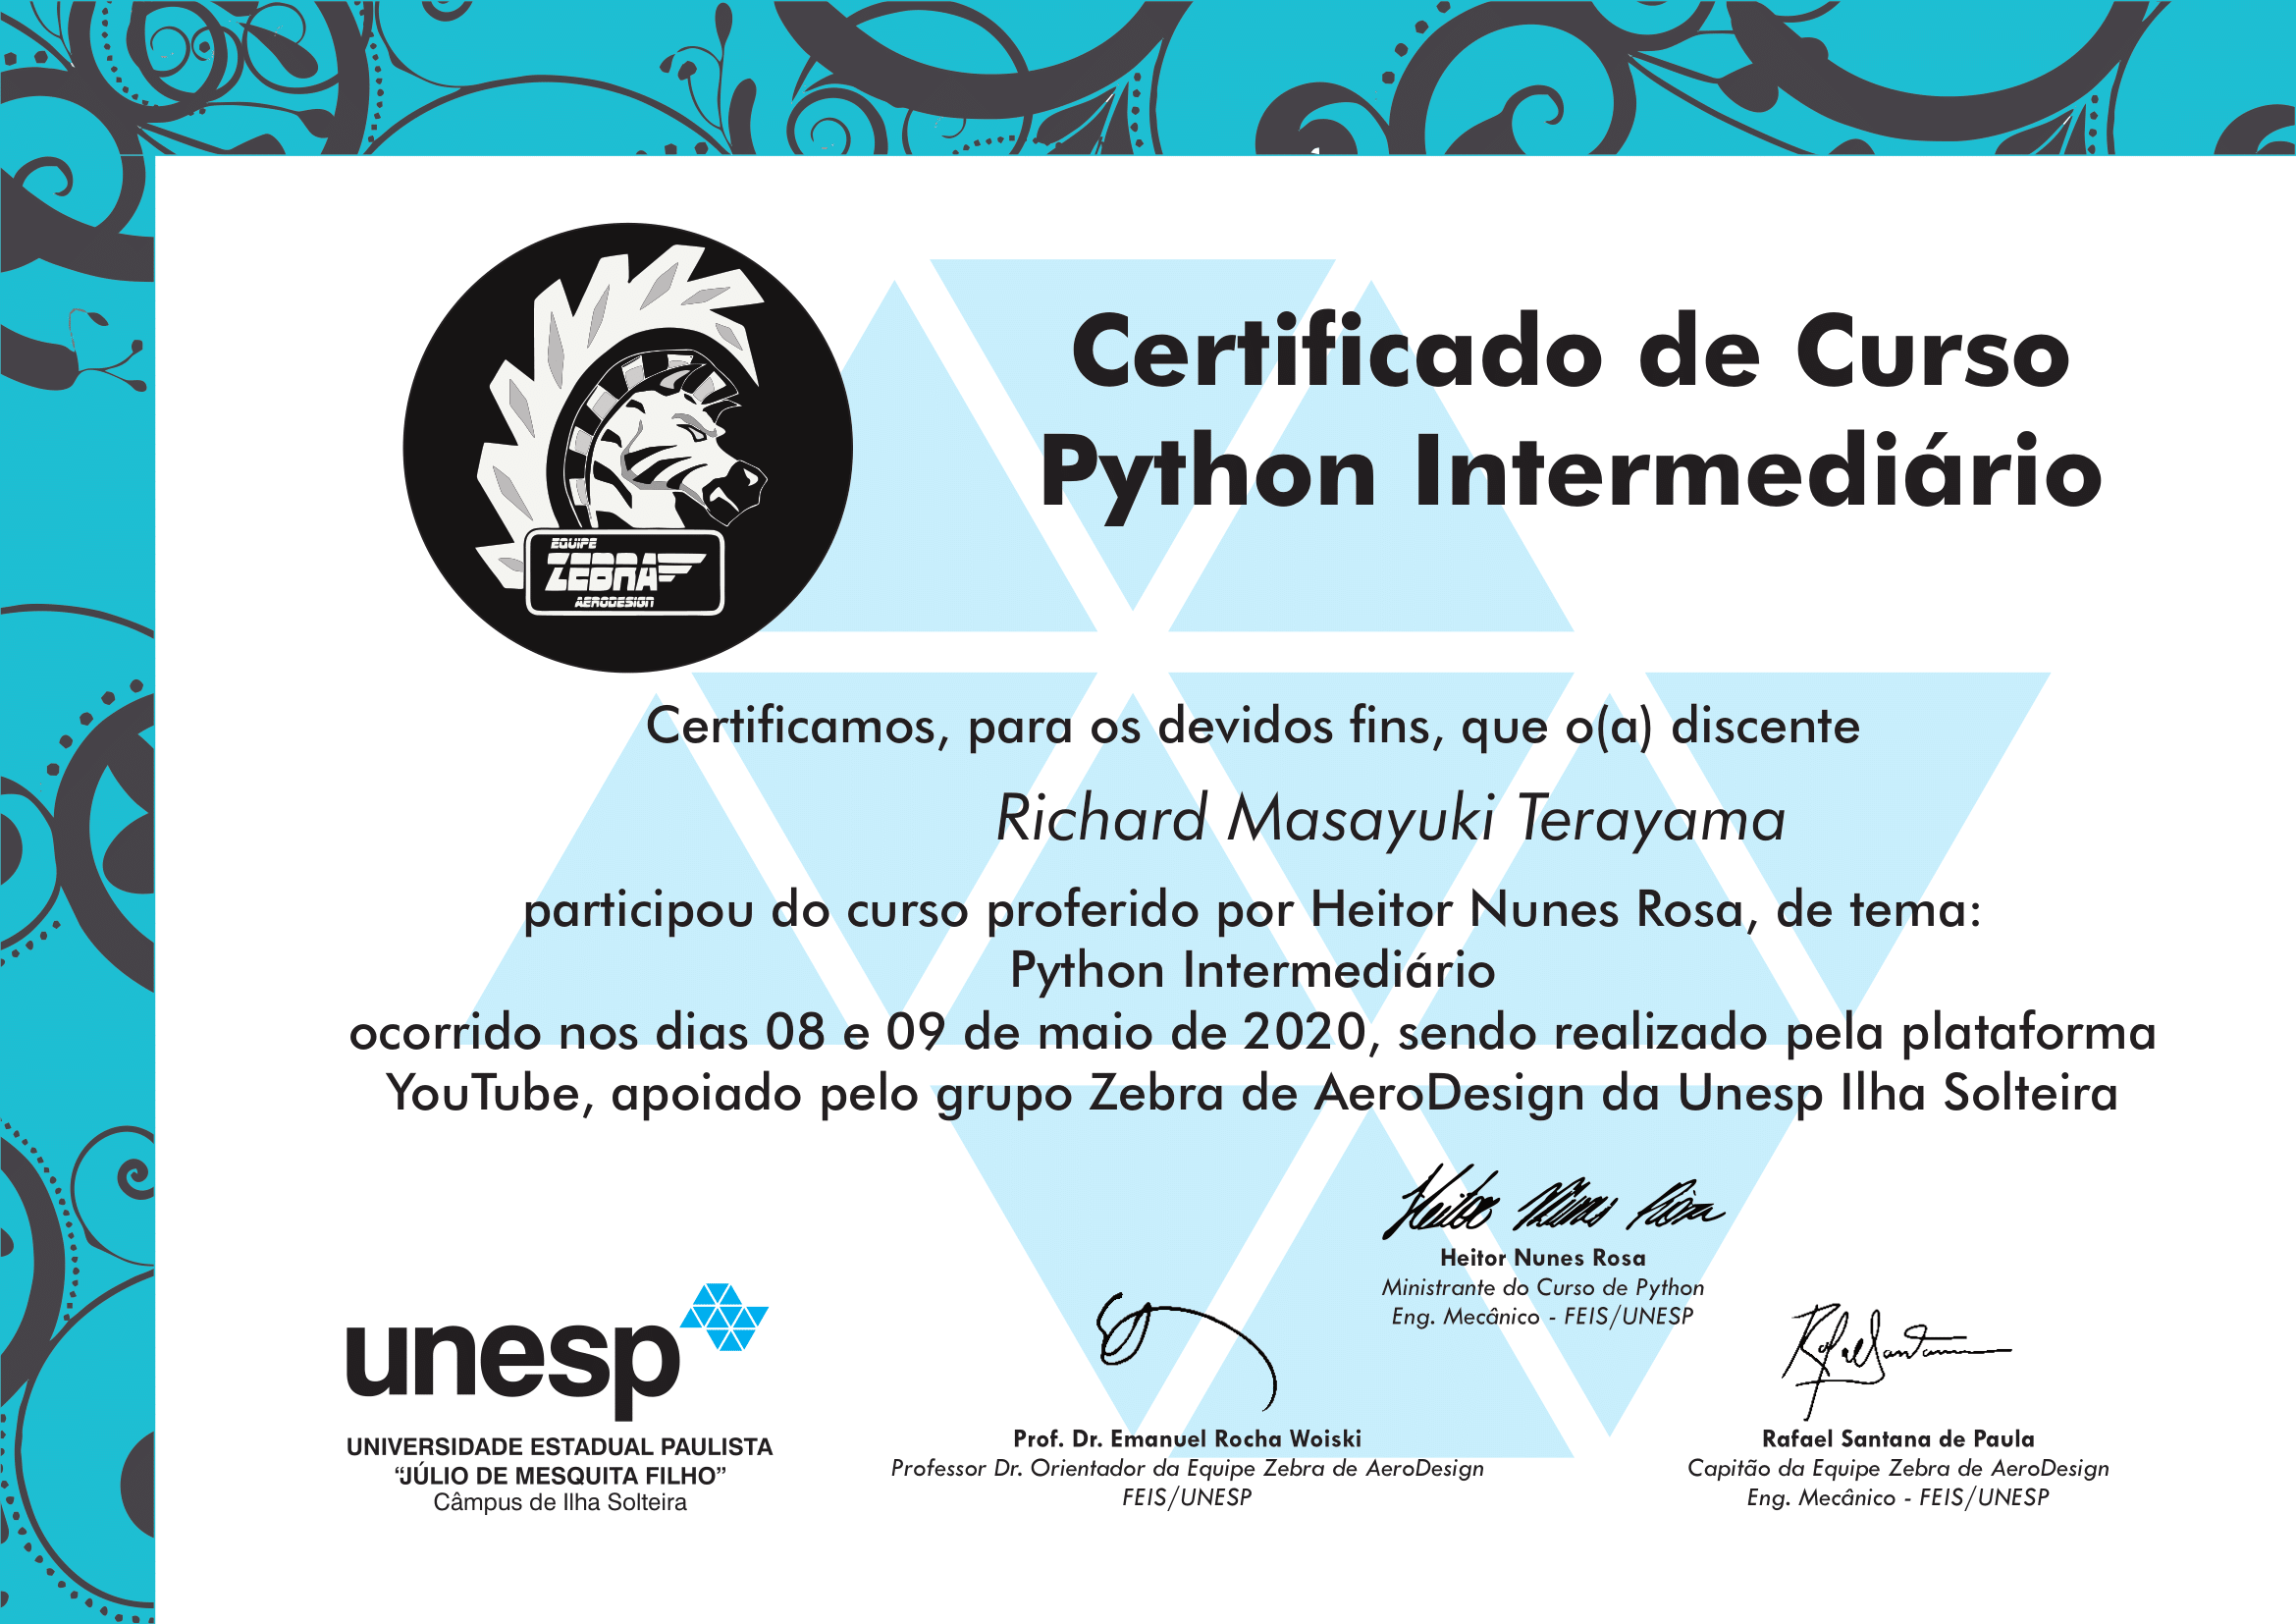 Certificado de Curso
Python Intermediário
EQUIPE
ZEBRA
AERODESIGN
Certificamos, para os devidos fins, que o(a) discente
Richard Masayuki Terayama
participou do curso proferido por Heitor Nunes Rosa, de tema:
Python Intermediário
ocorrido nos dias 08 e 09 de maio de 2020, sendo realizado pela plataforma
YouTube, apoiado pelo grupo Zebra de AeroDesign da Unesp Ilha Solteira
Heitor Nunes Rosa
Heitor Nunes Rosa
Ministrante do Curso de Python
Eng. Mecânico - FEIS/UNESP
unesp
UNIVERSIDADE ESTADUAL PAULISTA
“JÚLIO DE MESQUITA FILHO”
Câmpus de Ilha Solteira
Prof. Dr. Emanuel Rocha Woiski
Professor Dr. Orientador da Equipe Zebra de AeroDesign
FEIS/UNESP
Rafael Santana
Rafael Santana de Paula
Capitão da Equipe Zebra de AeroDesign
Eng. Mecânico - FEIS/UNESP